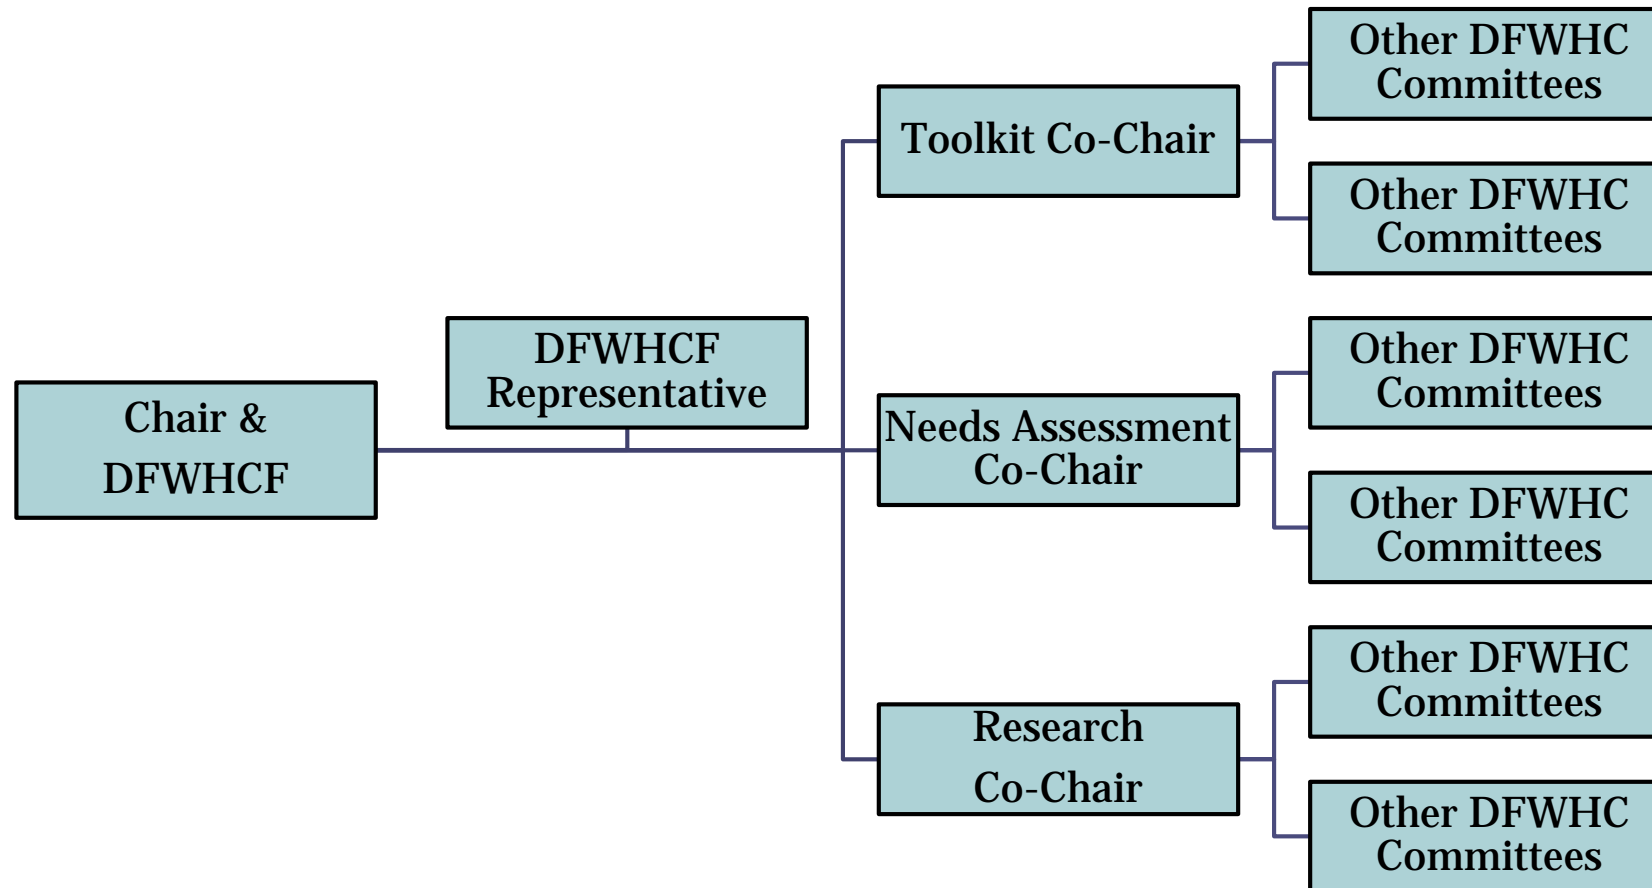 Chair &
DFWHCF
DFWHCF
Representative
Toolkit Co-Chair
Other DFWHC
Committees
Other DFWHC
Committees
Needs Assessment
Co-Chair
Other DFWHC
Committees
Other DFWHC
Committees
Research
Co-Chair
Other DFWHC
Committees
Other DFWHC
Committees